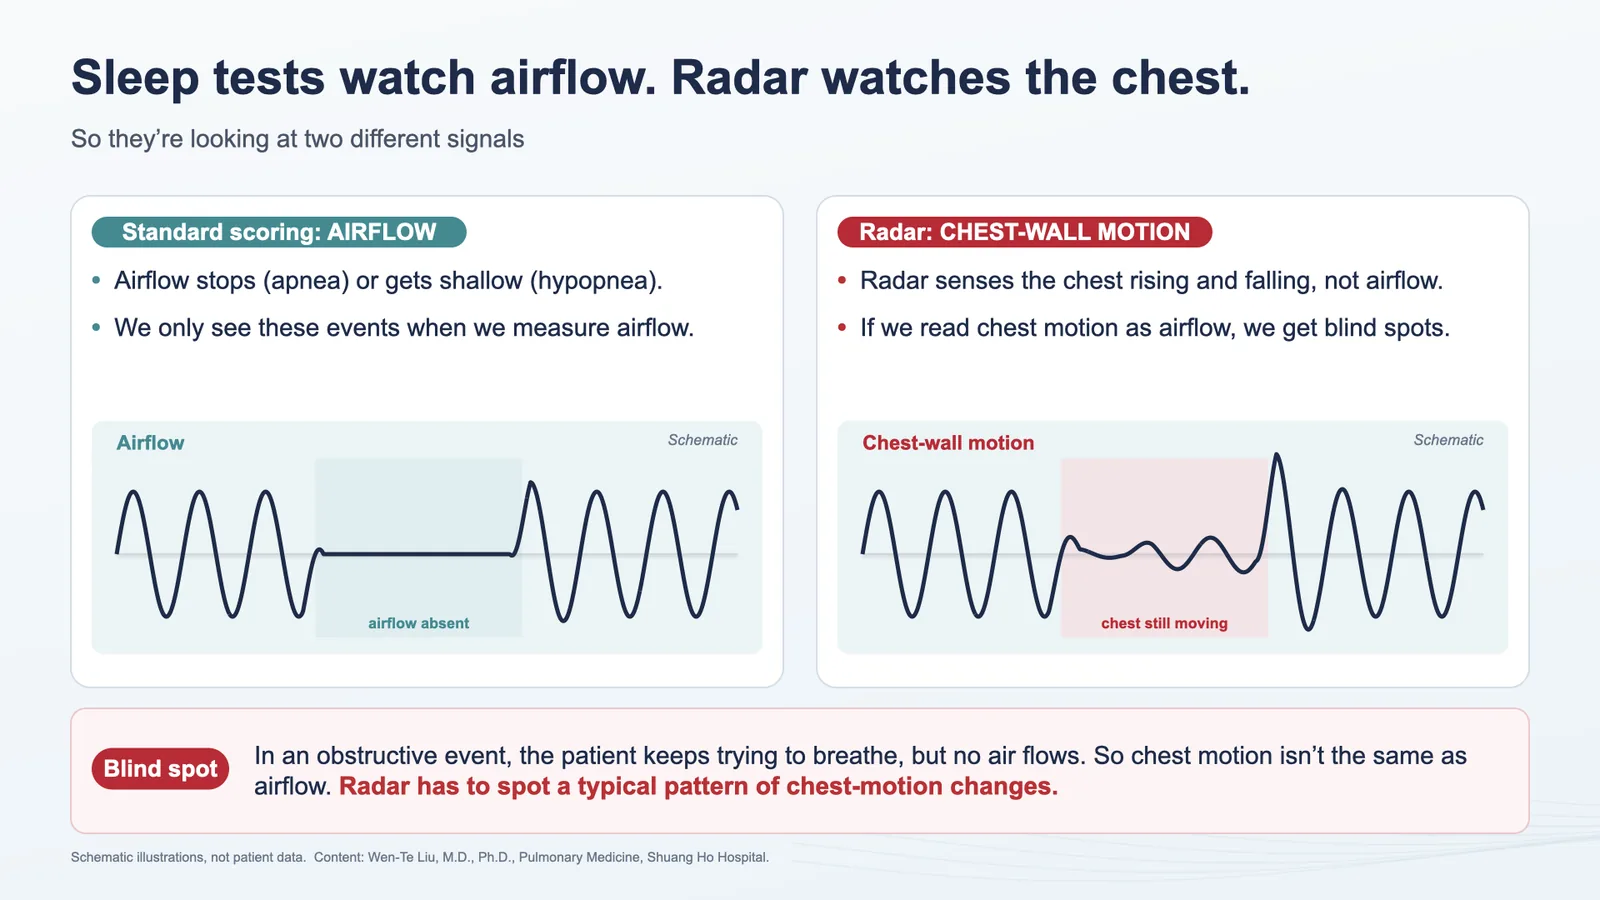 Sleep tests watch airflow. Radar watches the chest.
So they’re looking at two different signals
Standard scoring: AIRFLOW
• Airflow stops (apnea) or gets shallow (hypopnea).
• We only see these events when we measure airflow.
Airflow
Schematic
airflow absent
Radar: CHEST-WALL MOTION
• Radar senses the chest rising and falling, not airflow.
• If we read chest motion as airflow, we get blind spots.
Chest-wall motion
Schematic
chest still moving
Blind spot
In an obstructive event, the patient keeps trying to breathe, but no air flows. So chest motion isn’t the same as
airflow. Radar has to spot a typical pattern of chest-motion changes.
Schematic illustrations, not patient data. Content: Wen-Te Liu, M.D., Ph.D., Pulmonary Medicine, Shuang Ho Hospital.